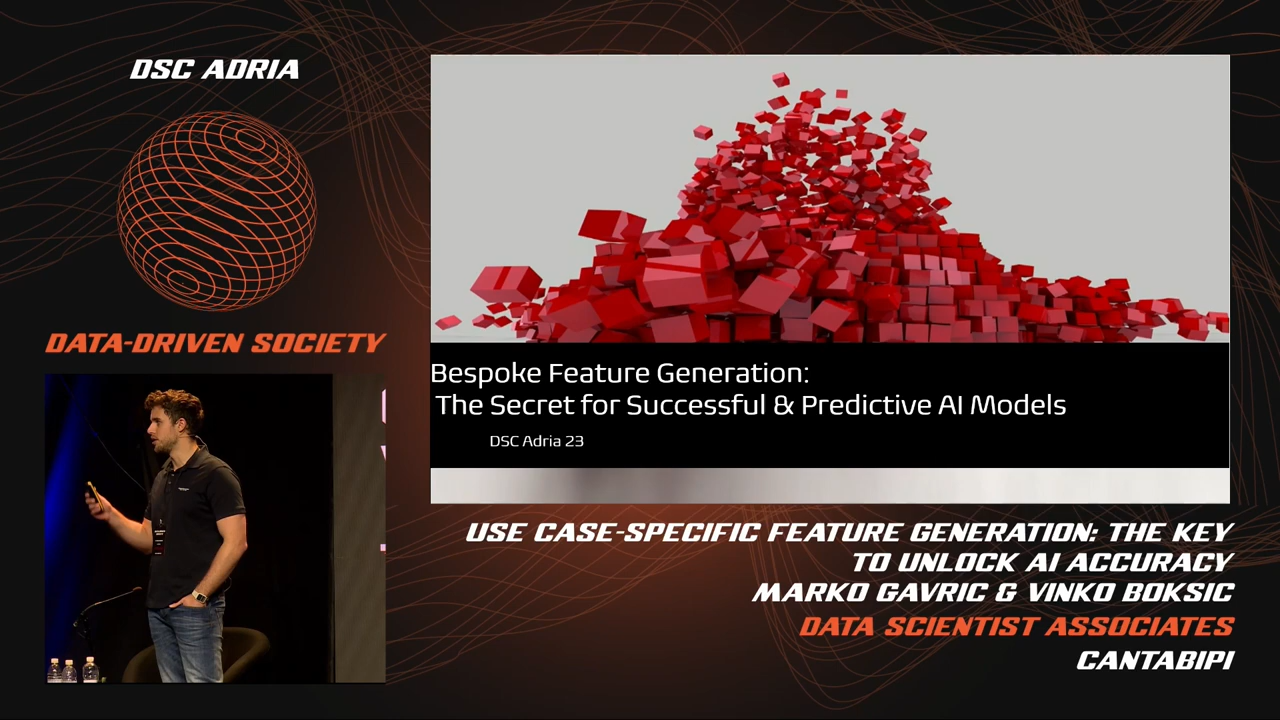 DSC ADRIA
DATA-DRIVEN SOCIETY
Bespoke Feature Generation:
The Secret for Successful & Predictive AI Models
DSC Adria 23
USE CASE-SPECIFIC FEATURE GENERATION: THE KEY
TO UNLOCK AI ACCURACY
MARKO GAVRIC & VINKO BOKSIC
DATA SCIENTIST ASSOCIATES
CANTABIPI